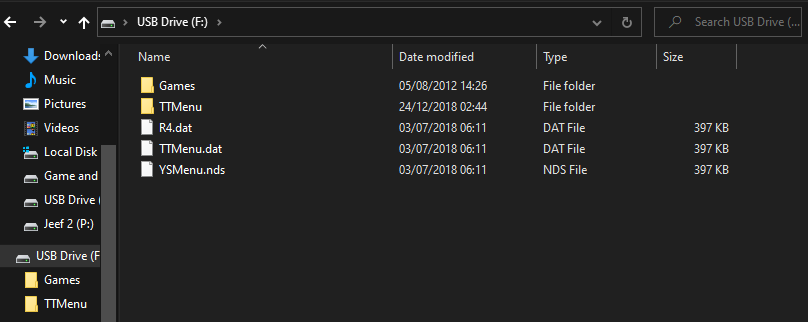 USB Drive (F:)
Search USB Drive (...
Name Date modified Type Size
Downloads
Music
Pictures
Videos
Local Disk
Game and
USB Drive (
Jeef 2 (P:)
USB Drive (F
Games
TTMenu
Games 05/08/2012 14:26 File folder
TTMenu 24/12/2018 02:44 File folder
R4.dat 03/07/2018 06:11 DAT File 397 KB
TTMenu.dat 03/07/2018 06:11 DAT File 397 KB
YSMenu.nds 03/07/2018 06:11 NDS File 397 KB